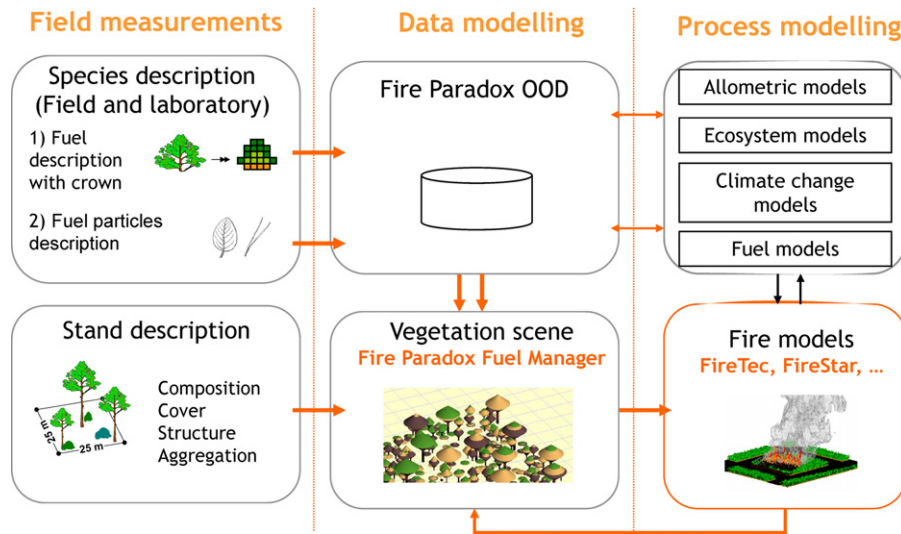 Field measurements
Data modelling
Process modelling
Species description
(Field and laboratory)
1) Fuel
description
with crown
2) Fuel particles
description
Fire Paradox OOD
Allometric models
Ecosystem models
Climate change
models
Fuel models
Stand description
25 m
25 m
Composition
Cover
Structure
Aggregation
Vegetation scene
Fire Paradox Fuel Manager
Fire models
FireTec, FireStar, ...